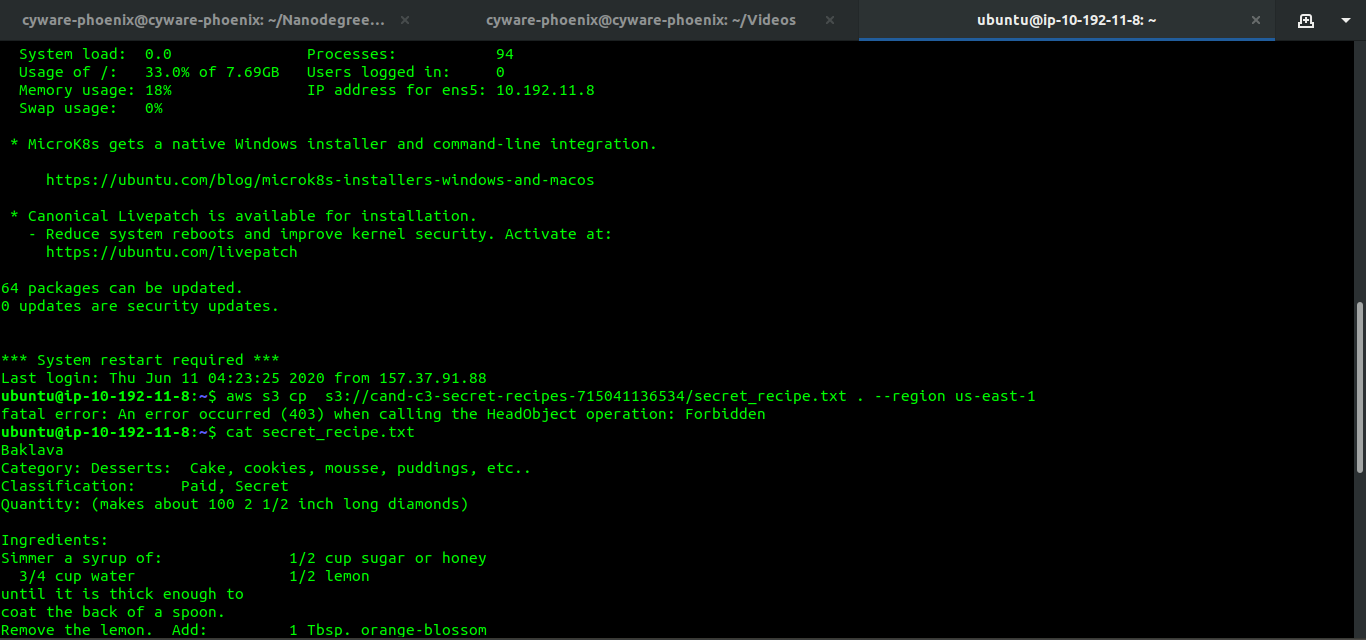 cyware-phoenix@cyware-phoenix: ~/Nanodegree... × cyware-phoenix@cyware-phoenix: ~/Videos × ubuntu@ip-10-192-11-8: ~ ×
System load:  0.0                Processes:           94
Usage of /:   33.0% of 7.69GB   Users logged in:     0
Memory usage: 18%               IP address for ens5: 10.192.11.8
Swap usage:   0%
* MicroK8s gets a native Windows installer and command-line integration.
https://ubuntu.com/blog/microk8s-installers-windows-and-macos
* Canonical Livepatch is available for installation.
- Reduce system reboots and improve kernel security. Activate at:
https://ubuntu.com/livepatch
64 packages can be updated.
0 updates are security updates.
*** System restart required ***
Last login: Thu Jun 11 04:23:25 2020 from 157.37.91.88
ubuntu@ip-10-192-11-8:~$ aws s3 cp  s3://cand-c3-secret-recipes-715041136534/secret_recipe.txt . --region us-east-1
fatal error: An error occurred (403) when calling the HeadObject operation: Forbidden
ubuntu@ip-10-192-11-8:~$ cat secret_recipe.txt
Baklava
Category: Desserts:  Cake, cookies, mousse, puddings, etc..
Classification:     Paid, Secret
Quantity: (makes about 100 2 1/2 inch long diamonds)
Ingredients:
Simmer a syrup of:              1/2 cup sugar or honey
3/4 cup water                 1/2 lemon
until it is thick enough to
coat the back of a spoon.
Remove the lemon.  Add:         1 Tbsp. orange-blossom